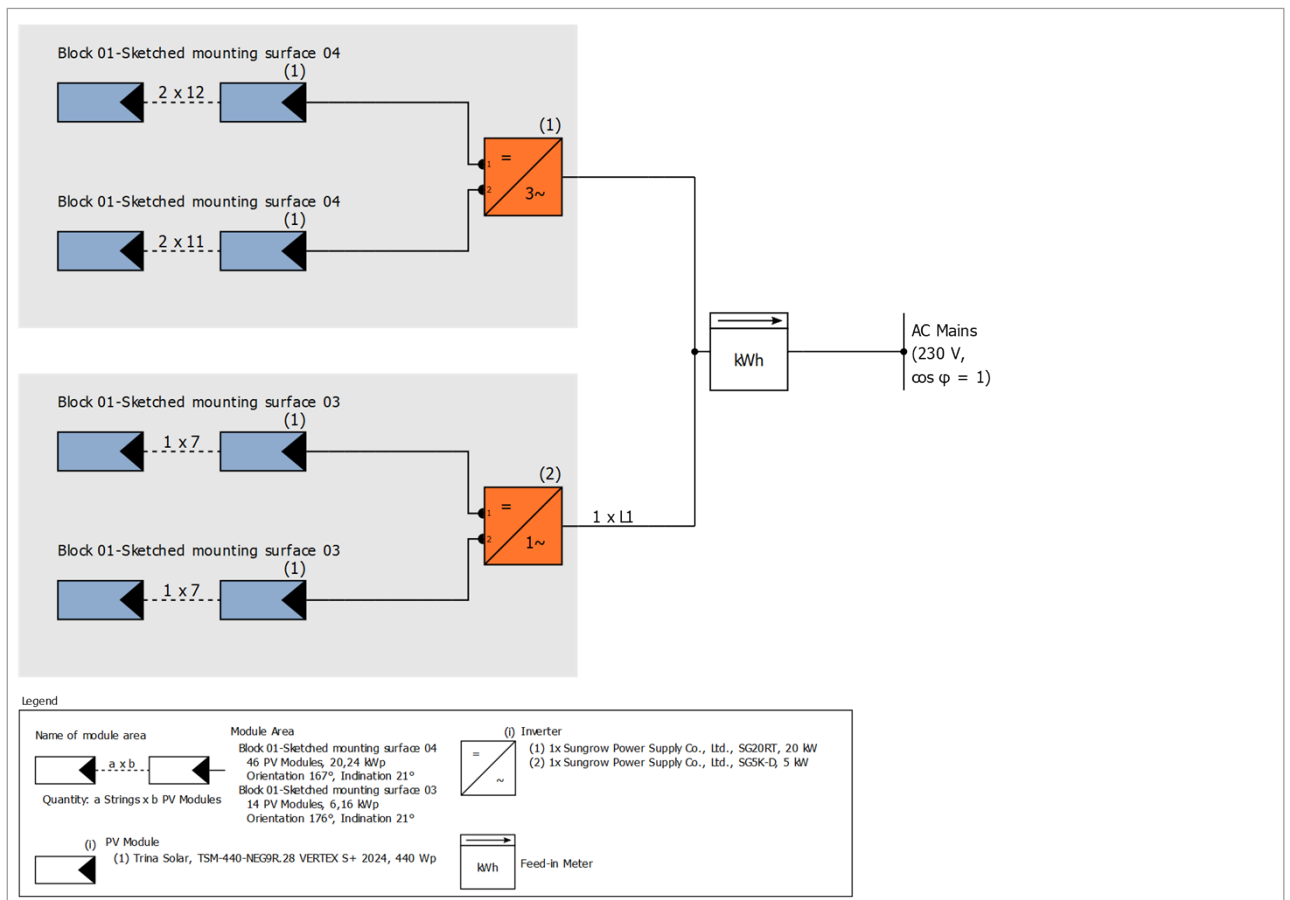 Block 01-Sketched mounting surface 04
(1)
2 x 12
(1)
1
=
2
3~
Block 01-Sketched mounting surface 04
(1)
2 x 11
kWh
AC Mains
(230 V,
cos φ = 1)
Block 01-Sketched mounting surface 03
(1)
1 x 7
(2)
1
=
2
1~
1 x L1
Block 01-Sketched mounting surface 03
(1)
1 x 7
Legend
Name of module area
a x b
Quantity: a Strings x b PV Modules
(i) PV Module
(1) Trina Solar, TSM-440-NEG9R.28 VERTEX S+ 2024, 440 Wp
Module Area
Block 01-Sketched mounting surface 04
46 PV Modules, 20,24 kWp
Orientation 167°, Inclination 21°
Block 01-Sketched mounting surface 03
14 PV Modules, 6,16 kWp
Orientation 176°, Inclination 21°
(i) Inverter
=
~
(1) 1x Sungrow Power Supply Co., Ltd., SG20RT, 20 kW
(2) 1x Sungrow Power Supply Co., Ltd., SG5K-D, 5 kW
kWh
Feed-in Meter